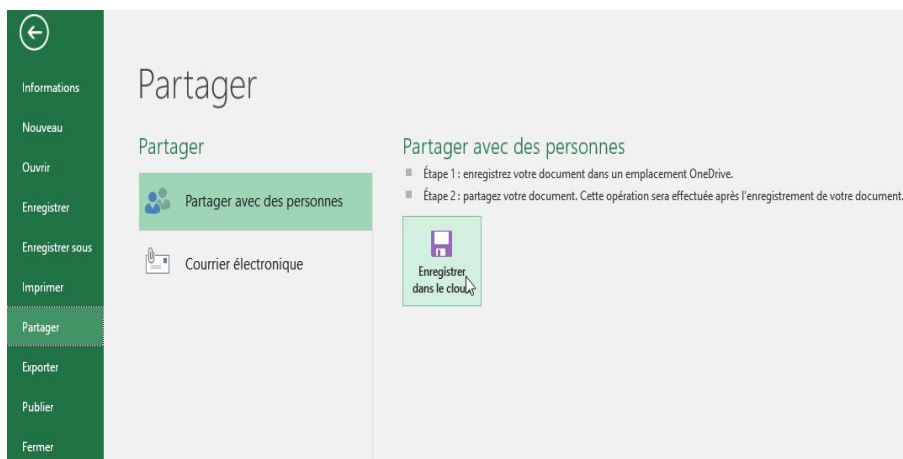 Informations
Nouveau
Ouvrir
Enregistrer
Enregistrer sous
Imprimer
Partager
Exporter
Publier
Fermer
Partager
Partager
Partager avec des personnes
Courrier électronique
Partager avec des personnes
Étape 1 : enregistrez votre document dans un emplacement OneDrive.
Étape 2 : partagez votre document. Cette opération sera effectuée après l'enregistrement de votre document.
Enregistrer
dans le cloud